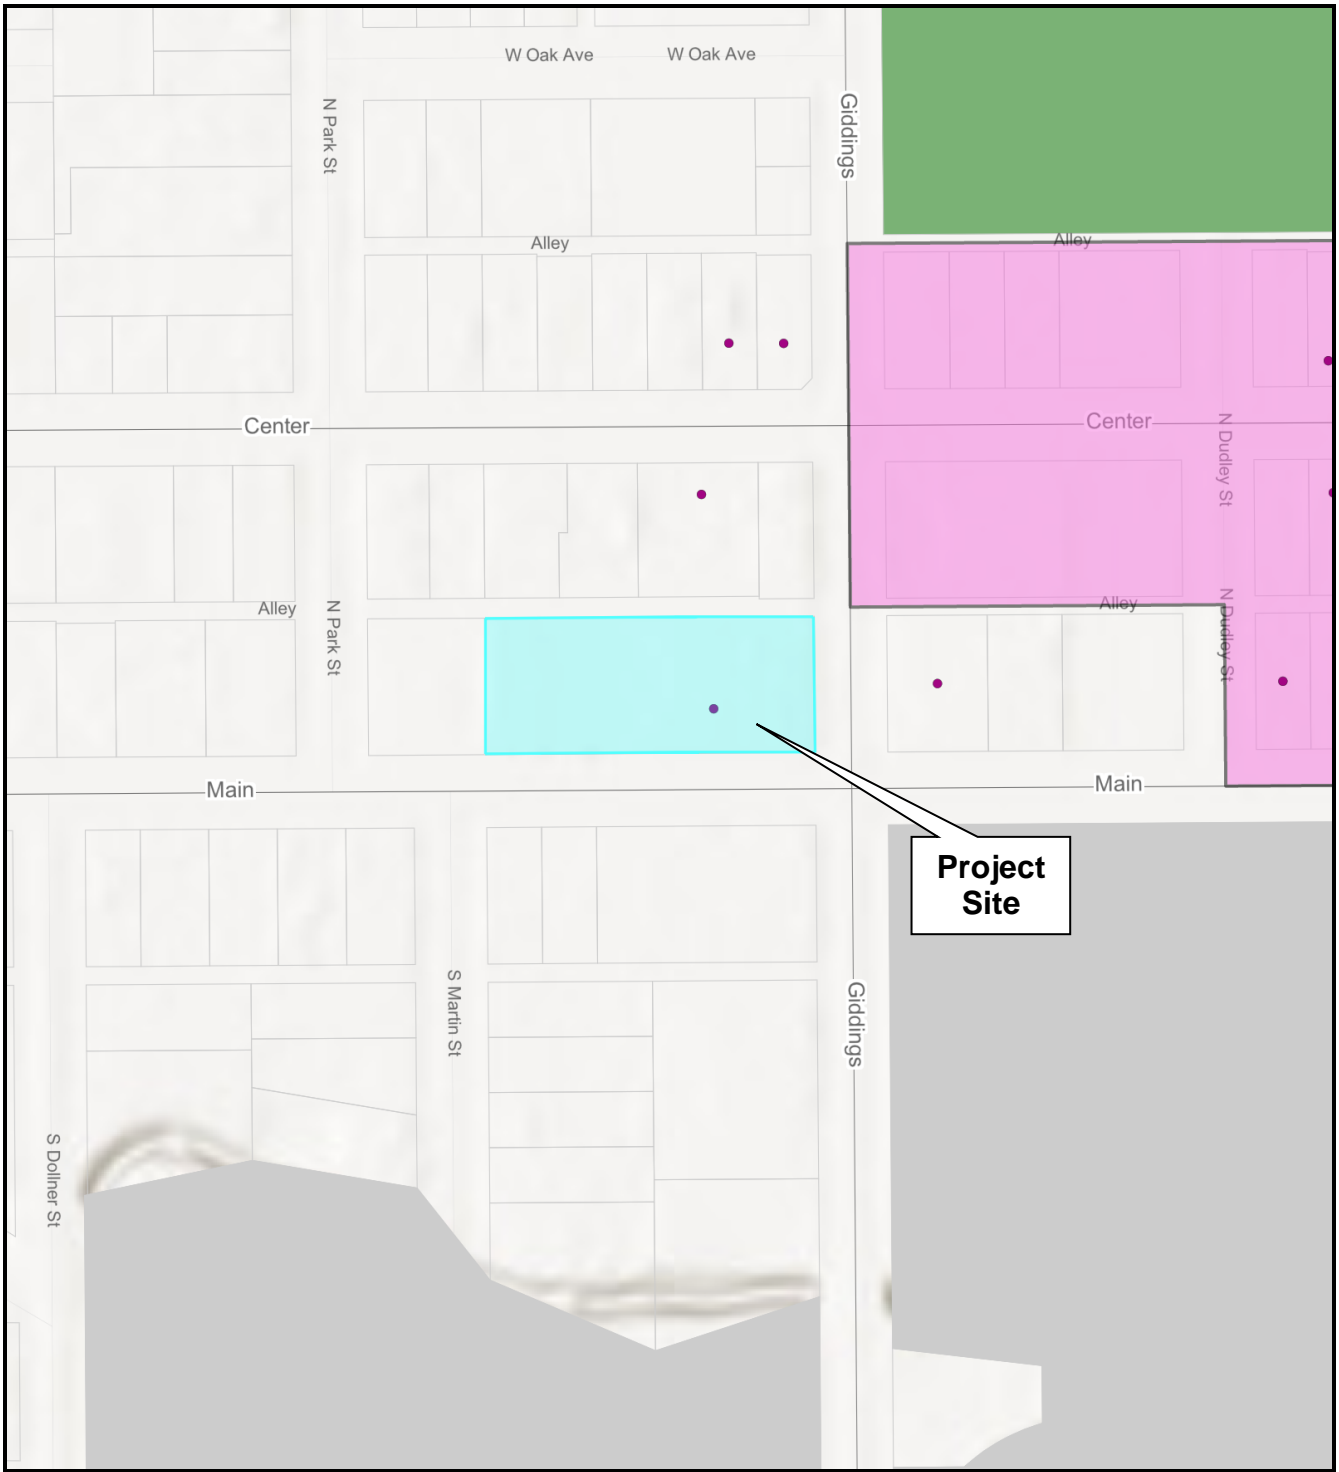 W Oak Ave
W Oak Ave
N Park St
Giddings
Alley
Alley
Center
Center
N Dudley St
Alley
N Park St
Alley
N Dudley St
Main
Main
Project
Site
S Martin St
Giddings
S Dollner St